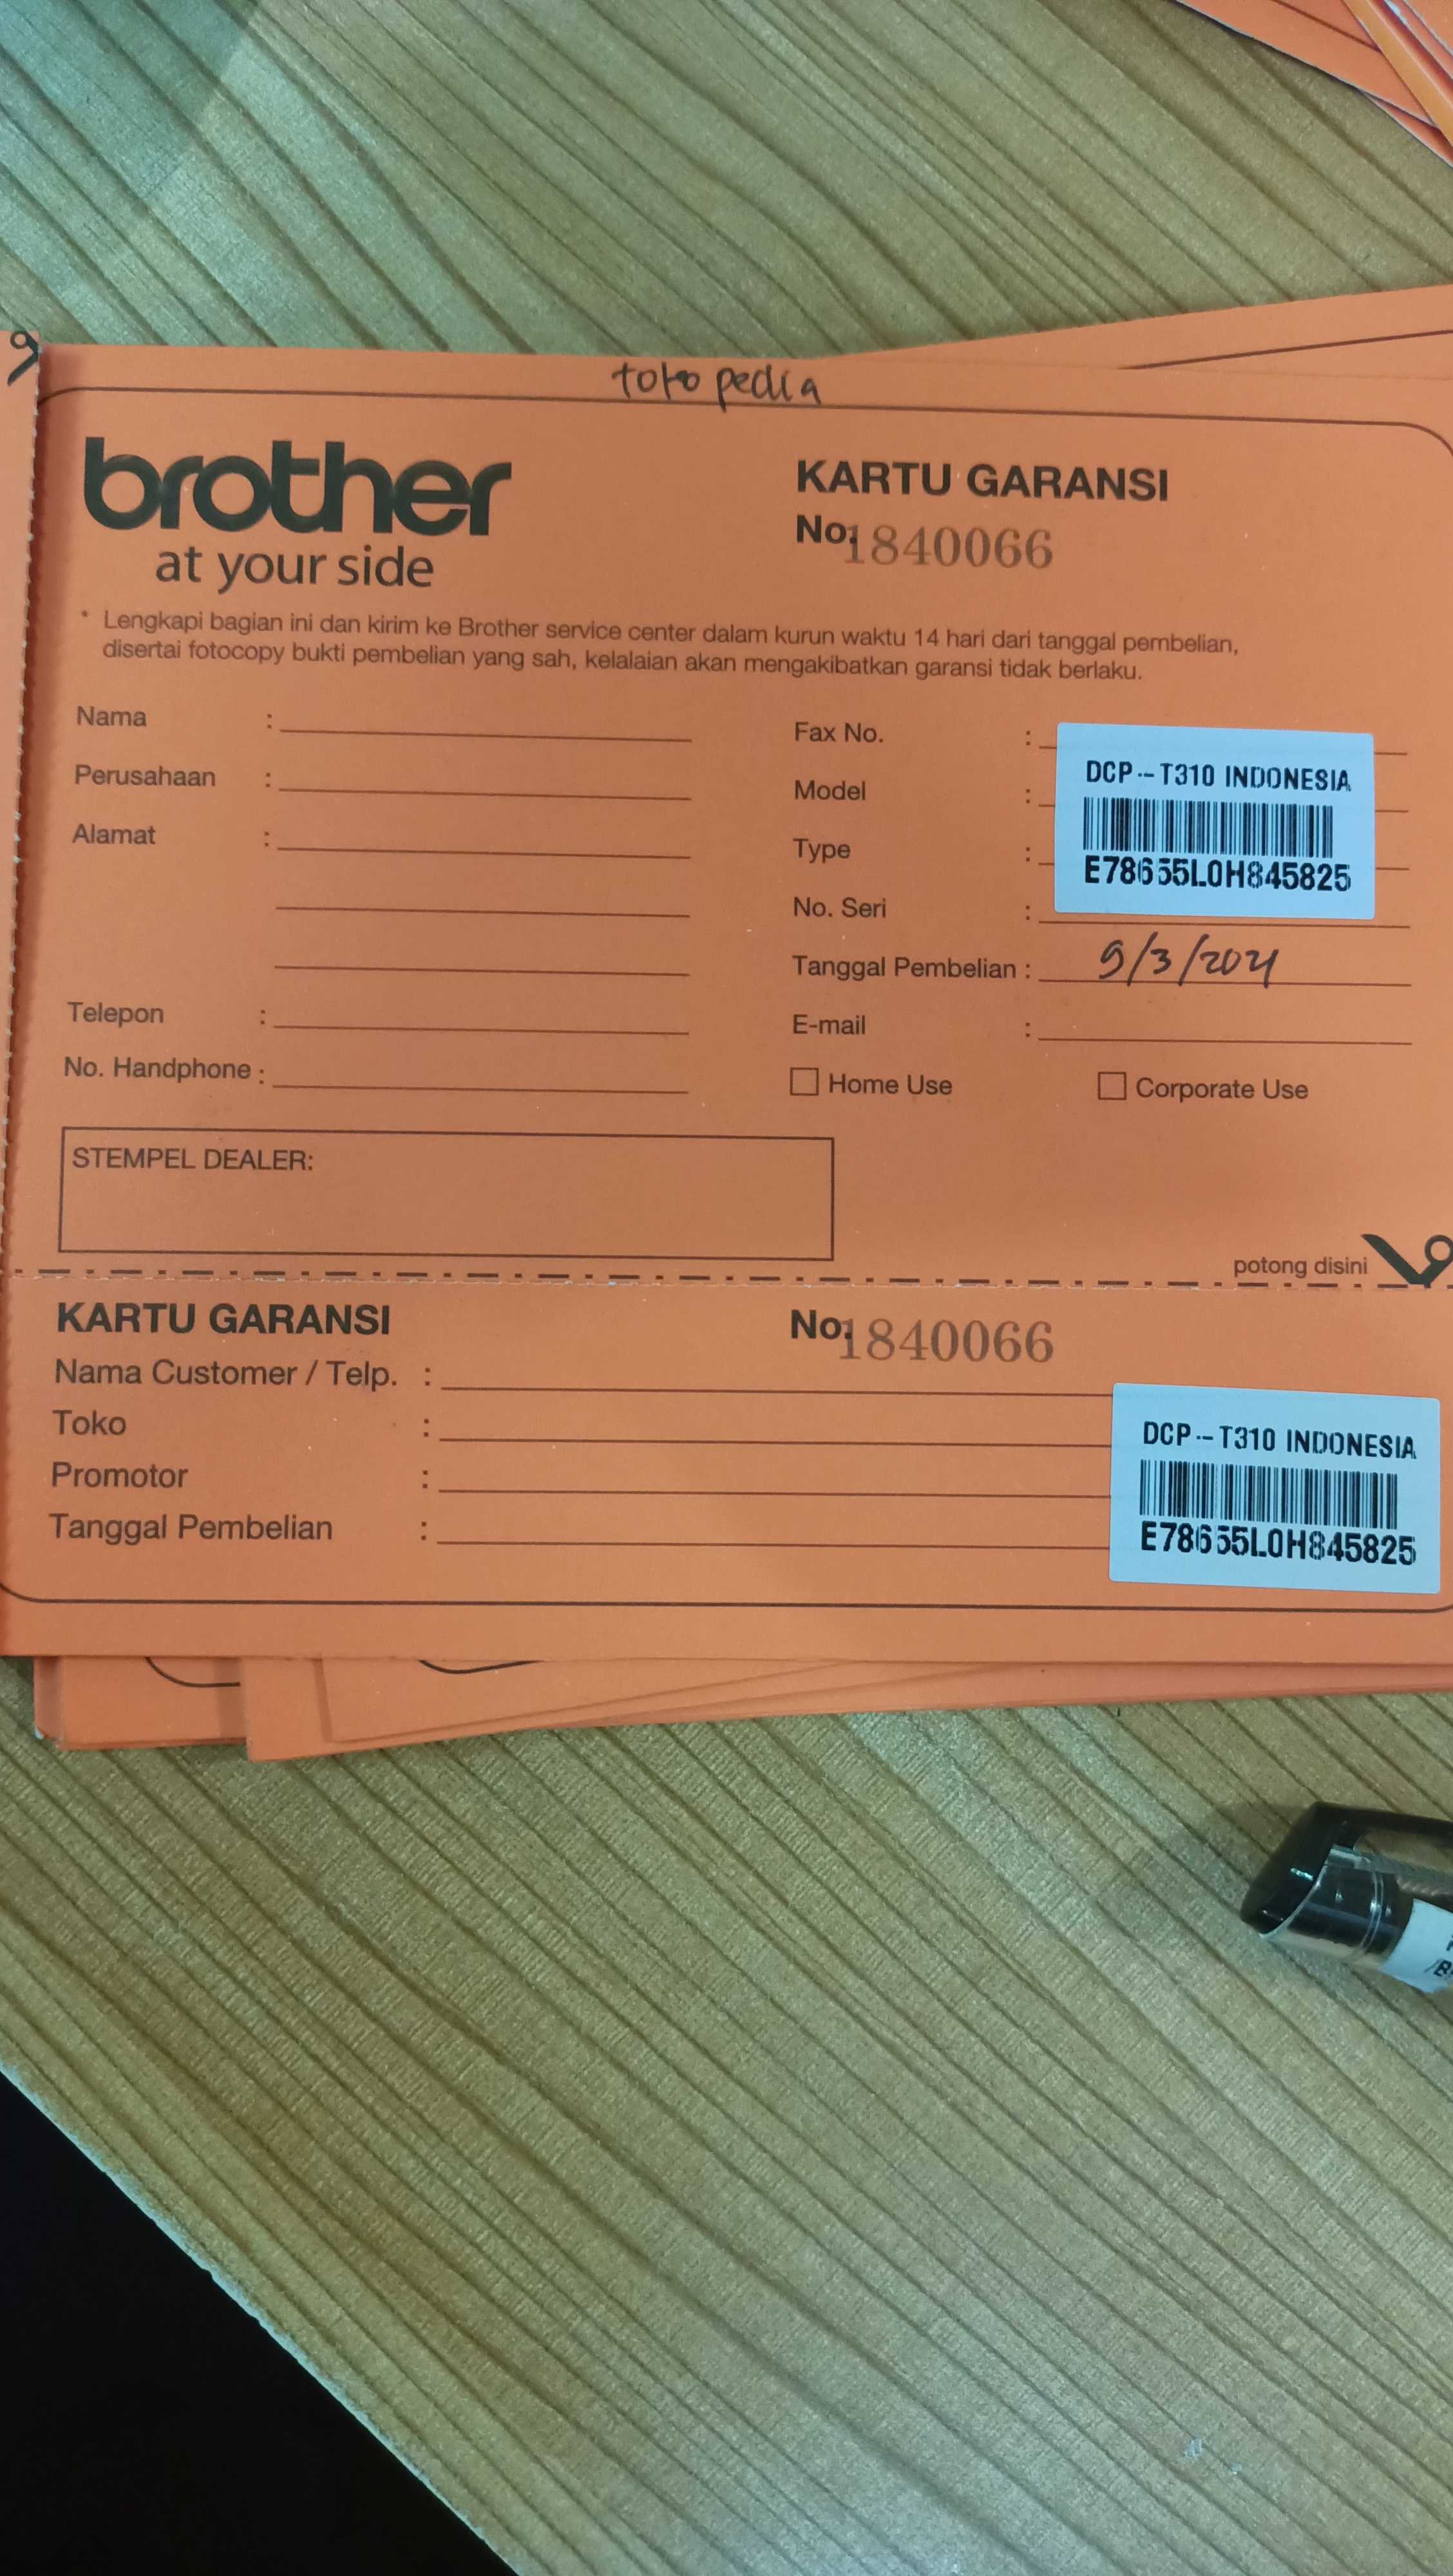 tokopedia
brother
at your side
KARTU GARANSI
No. 1840066
* Lengkapi bagian ini dan kirim ke Brother service center dalam kurun waktu 14 hari dari tanggal pembelian,
disertai fotocopy bukti pembelian yang sah, kelalaian akan mengakibatkan garansi tidak berlaku.
Nama :
Perusahaan :
Alamat :
Telepon :
No. Handphone :
Fax No. :
Model :
Type :
No. Seri :
DCP-T310 INDONESIA
E78655L0H845825
Tanggal Pembelian : 9/3/2021
E-mail :
Home Use Corporate Use
STEMPEL DEALER:
potong disini
KARTU GARANSI
No. 1840066
Nama Customer / Telp. :
Toko :
Promotor :
Tanggal Pembelian :
DCP-T310 INDONESIA
E78655L0H845825